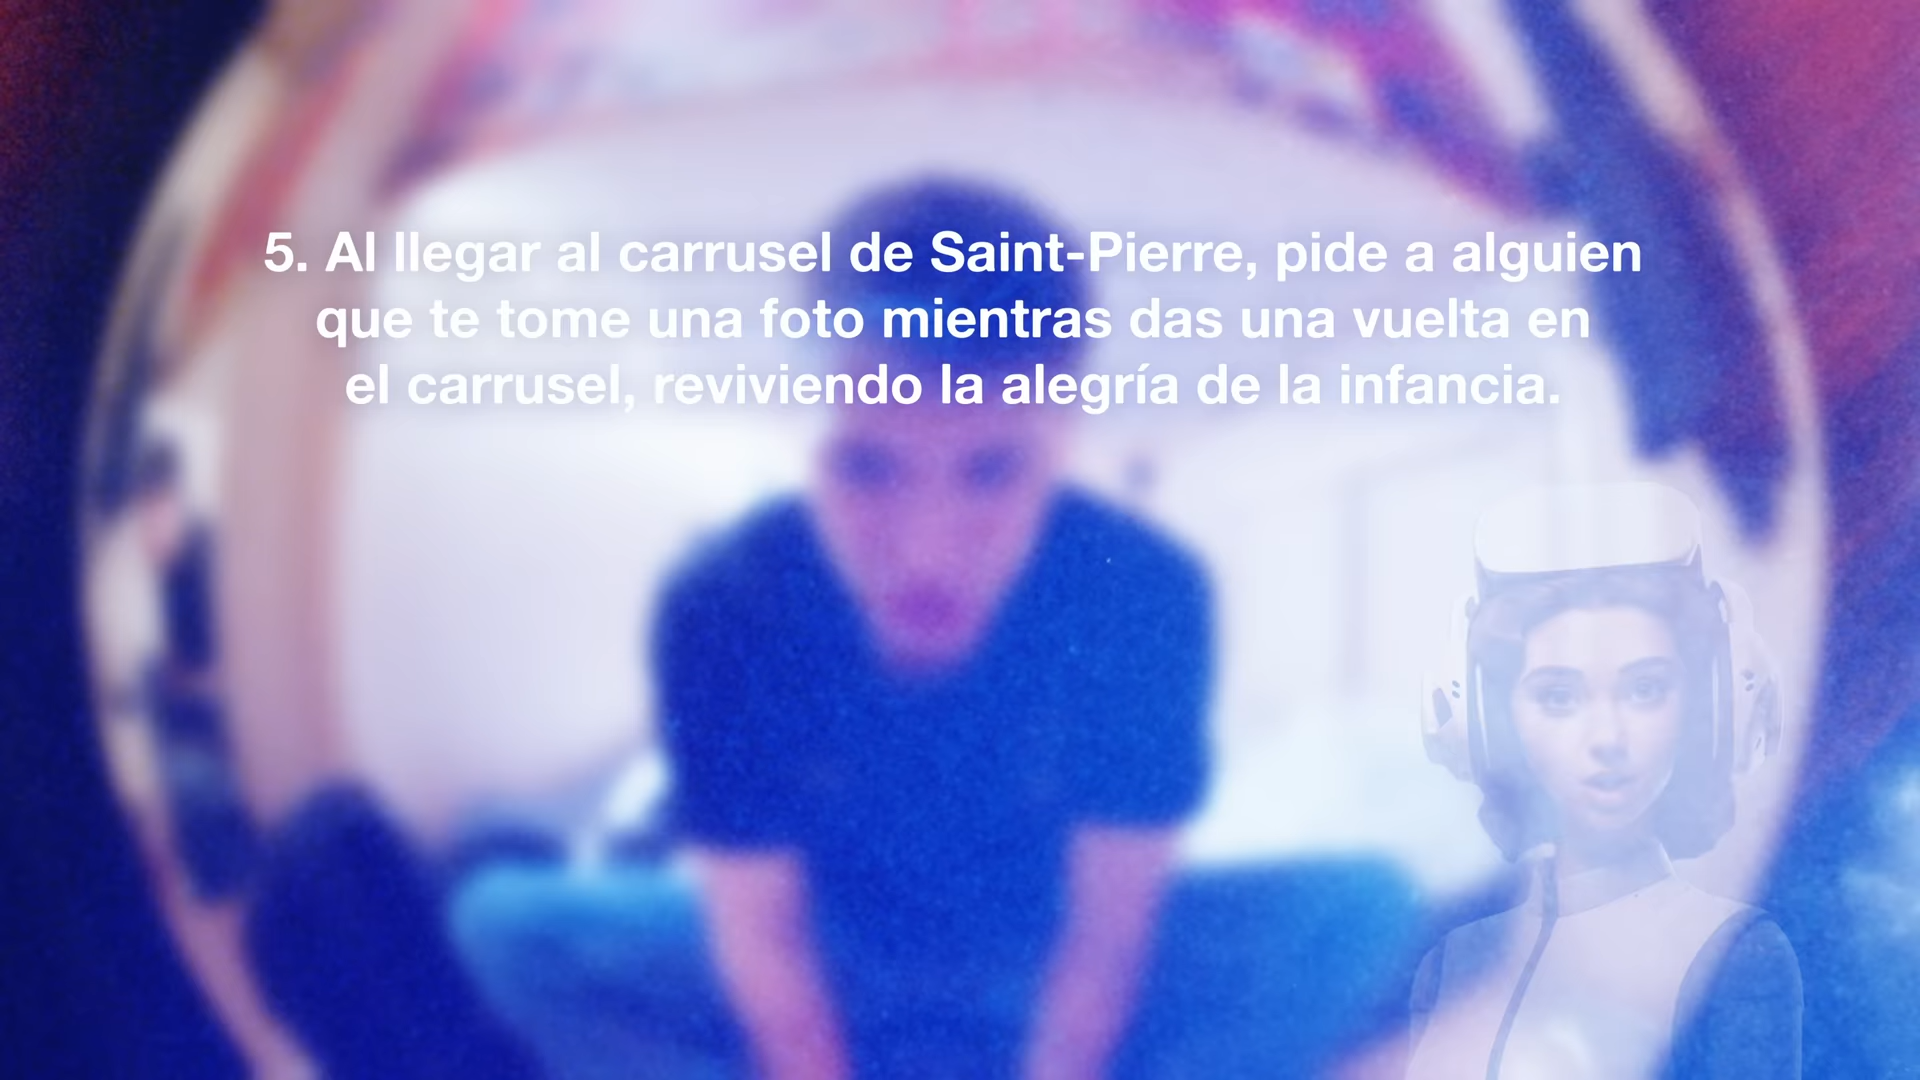 5. Al llegar al carrusel de Saint-Pierre, pide a alguien
que te tome una foto mientras das una vuelta en
el carrusel, reviviendo la alegría de la infancia.